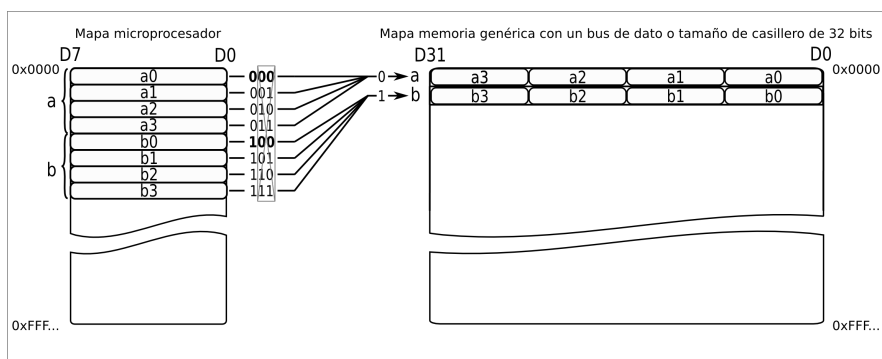 Mapa microprocesador
D7 D0
0x0000
a
a0 000
a1 001
a2 010
a3 011
b
b0 100
b1 101
b2 110
b3 111
0xFFF...
Mapa memoria genérica con un bus de dato o tamaño de casillero de 32 bits
D31 D0
0 a a3 a2 a1 a0 0x0000
1 b b3 b2 b1 b0
0xFFF...